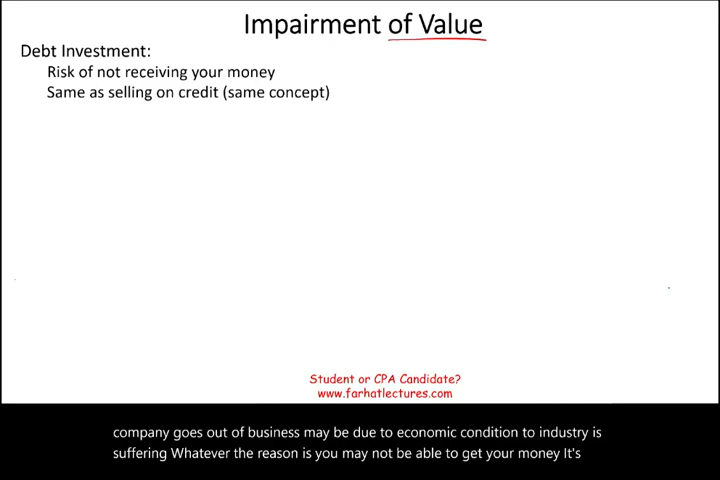 Impairment of Value
Debt Investment:
Risk of not receiving your money
Same as selling on credit (same concept)
Student or CPA Candidate?
www.farhatlectures.com
company goes out of business may be due to economic condition to industry is
suffering Whatever the reason is you may not be able to get your money It's